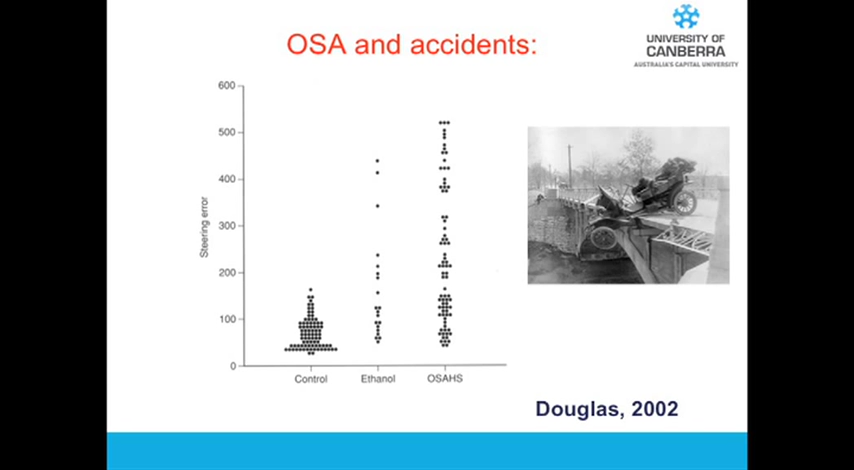 OSA and accidents:
UNIVERSITY OF
CANBERRA
AUSTRALIA'S CAPITAL UNIVERSITY
600
500
400
300
200
100
0
Steering error
Control Ethanol OSAHS
Douglas, 2002